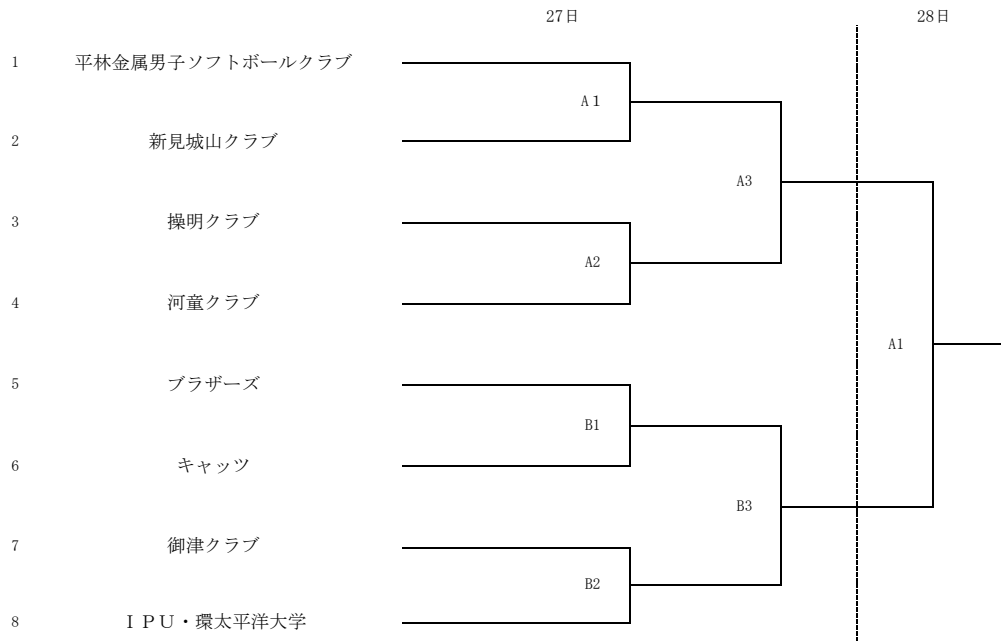 27日 28日
1 平林金属男子ソフトボールクラブ
A１
2 新見城山クラブ
A3
3 操明クラブ
A2
4 河童クラブ
A1
5 ブラザーズ
B1
6 キャッツ
B3
7 御津クラブ
B2
8 ＩＰＵ・環太平洋大学